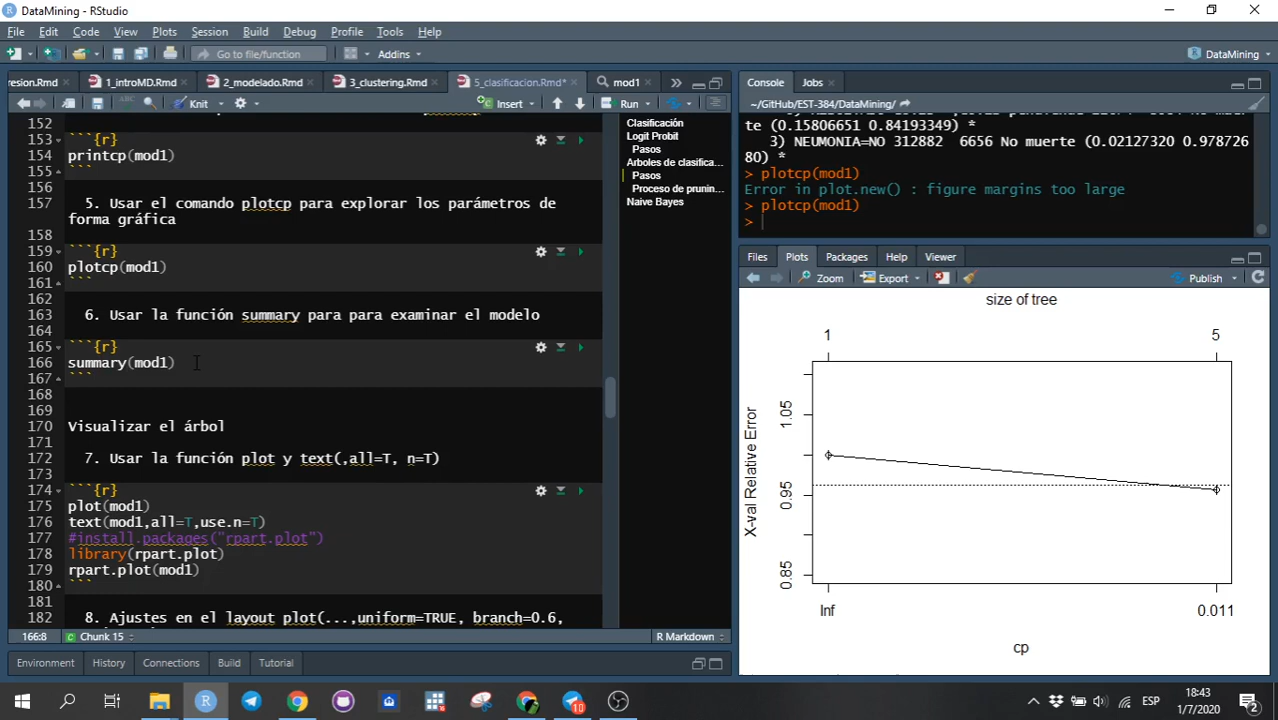 DataMining - RStudio
File Edit Code View Plots Session Build Debug Profile Tools Help
Go to file/function
Addins
DataMining
resion.Rmd 1_introMD.Rmd 2_modelado.Rmd 3_clustering.Rmd 5_clasificacion.Rmd* mod1
Knit Insert Run
152
153 ```{r}
154 printcp(mod1)
155 ```
156
157 5. Usar el comando plotcp para explorar los parámetros de
forma gráfica
158
159 ```{r}
160 plotcp(mod1)
161 ```
162
163 6. Usar la función summary para para examinar el modelo
164
165 ```{r}
166 summary(mod1)
167 ```
168
169
170 Visualizar el árbol
171
172 7. Usar la función plot y text(,all=T, n=T)
173
174 ```{r}
175 plot(mod1)
176 text(mod1,all=T,use.n=T)
177 #install.packages("rpart.plot")
178 library(rpart.plot)
179 rpart.plot(mod1)
180 ```
181
182 8. Ajustes en el layout plot(...,uniform=TRUE, branch=0.6,
166:8 Chunk 15 R Markdown
Clasificación
Logit Probit
Pasos
Arboles de clasifica...
Pasos
Proceso de prunin...
Naive Bayes
Environment History Connections Build Tutorial
Console Jobs
~/GitHub/EST-384/DataMining/
te (0.15806651 0.84193349) *
3) NEUMONIA=NO 312882 6656 No muerte (0.02127320 0.978726
80) *
> plotcp(mod1)
Error in plot.new() : figure margins too large
> plotcp(mod1)
>
Files Plots Packages Help Viewer
Zoom Export Publish
size of tree
1 5
X-val Relative Error
1.05
0.95
0.85
Inf 0.011
cp
10
ESP
18:43
1/7/2020
2